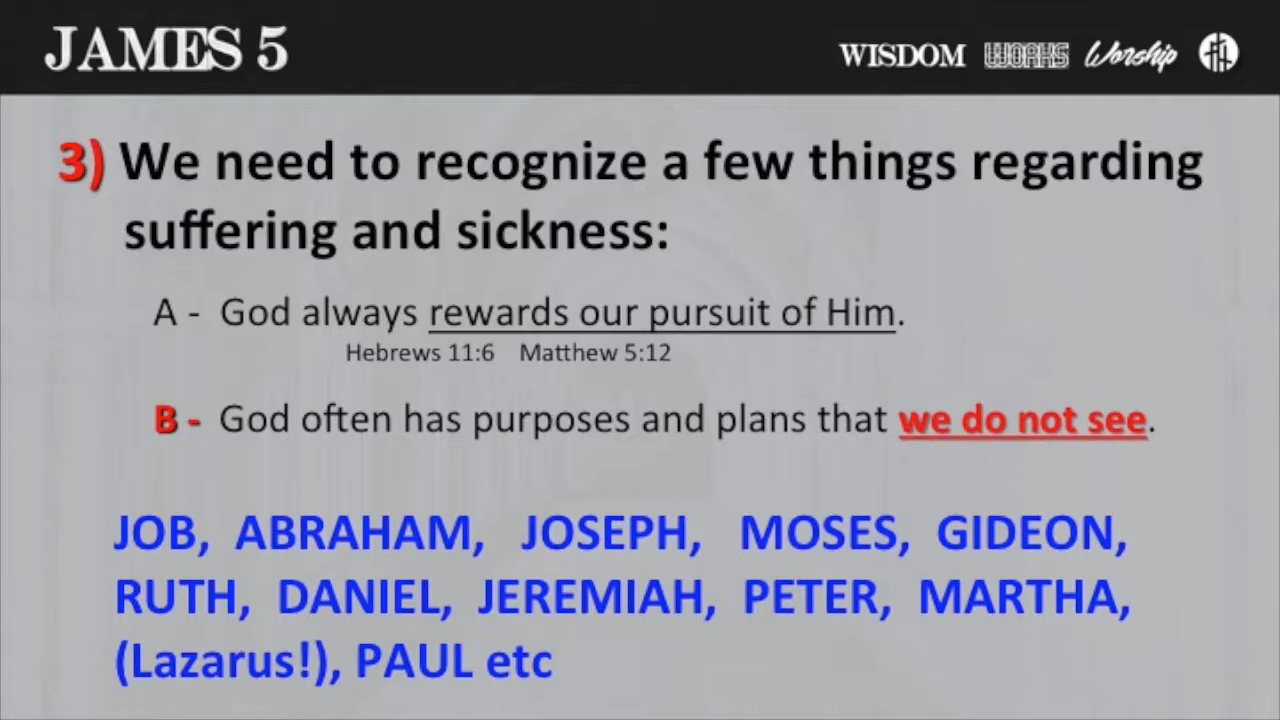 JAMES 5
WISDOM WORKS Worship
3) We need to recognize a few things regarding
suffering and sickness:
A - God always rewards our pursuit of Him.
Hebrews 11:6 Matthew 5:12
B - God often has purposes and plans that we do not see.
JOB, ABRAHAM, JOSEPH, MOSES, GIDEON,
RUTH, DANIEL, JEREMIAH, PETER, MARTHA,
(Lazarus!), PAUL etc